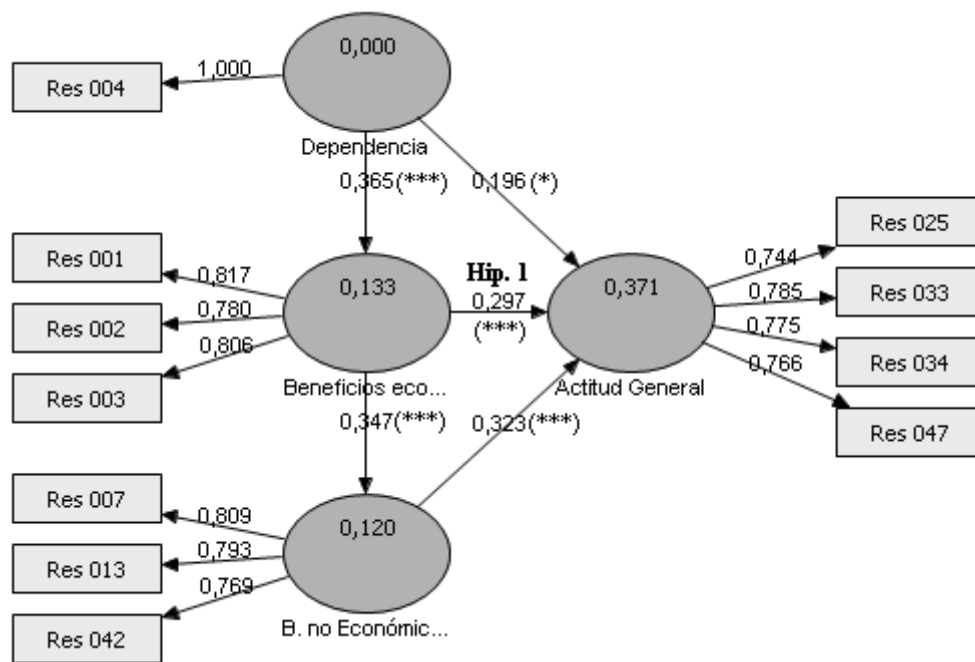 0,000
Res 004
1,000
Dependencia
0,365(***)
0,196 (*)
Res 025
Res 001
0,817
Hip. 1
0,744
0,133
0,297
0,371
0,785
Res 033
Res 002
0,780
(***)
0,775
Res 034
0,806
0,766
Res 003
Beneficios eco...
Actitud General
0,347(***)
0,323(***)
Res 047
Res 007
0,809
0,120
0,793
Res 013
0,769
Res 042
B. no Económic...